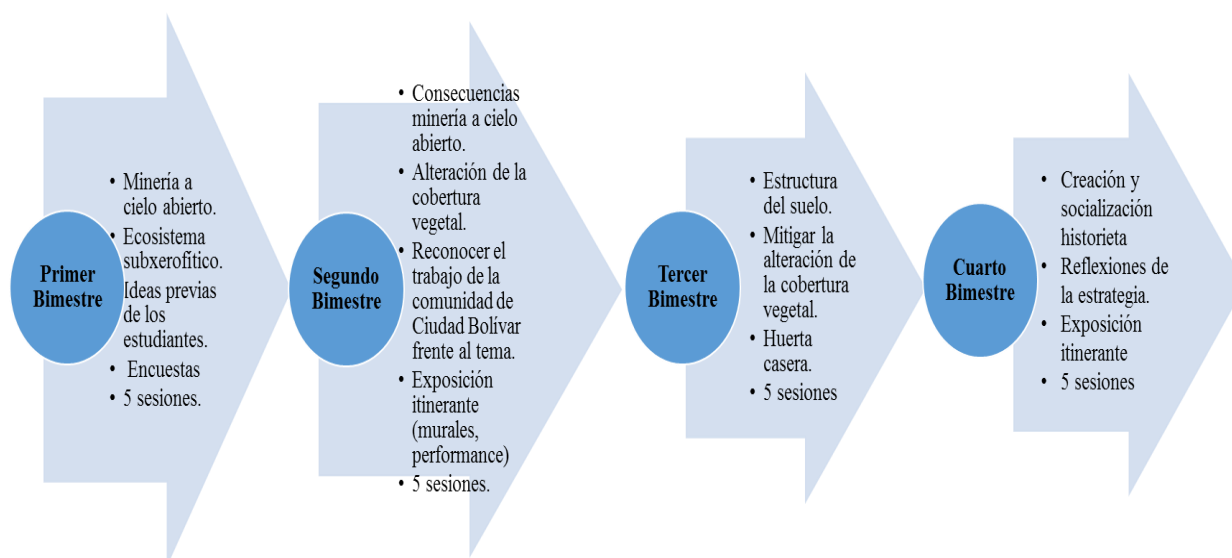 Primer
Bimestre
• Minería a
cielo abierto.
• Ecosistema
subxerofítico.
• Ideas previas
de los
estudiantes.
• Encuestas
• 5 sesiones.
Segundo
Bimestre
• Consecuencias
minería a cielo
abierto.
• Alteración de la
cobertura
vegetal.
• Reconocer el
trabajo de la
comunidad de
Ciudad Bolívar
frente al tema.
• Exposición
itinerante
(murales,
performance)
• 5 sesiones.
Tercer
Bimestre
• Estructura
del suelo.
• Mitigar la
alteración de
la cobertura
vegetal.
• Huerta
casera.
• 5 sesiones
Cuarto
Bimestre
• Creación y
socialización
historieta
• Reflexiones de
la estrategia.
• Exposición
itinerante
• 5 sesiones